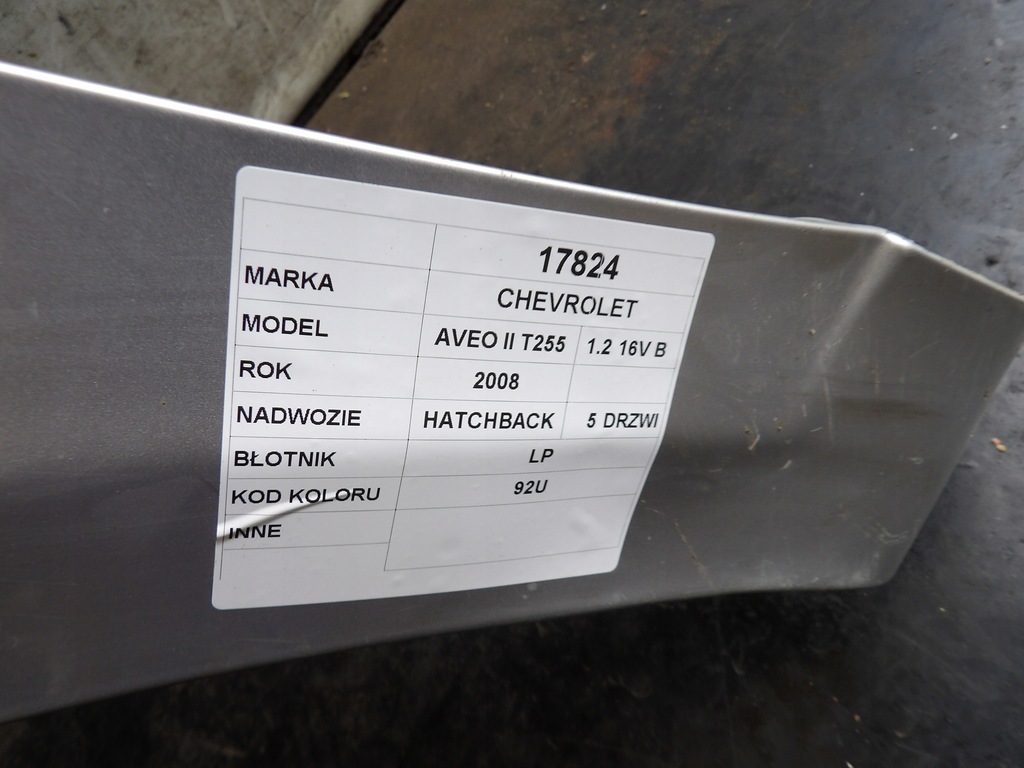 17824
MARKA CHEVROLET
MODEL AVEO II T255 1.2 16V B
ROK 2008
NADWOZIE HATCHBACK 5 DRZWI
BŁOTNIK LP
KOD KOLORU 92U
INNE